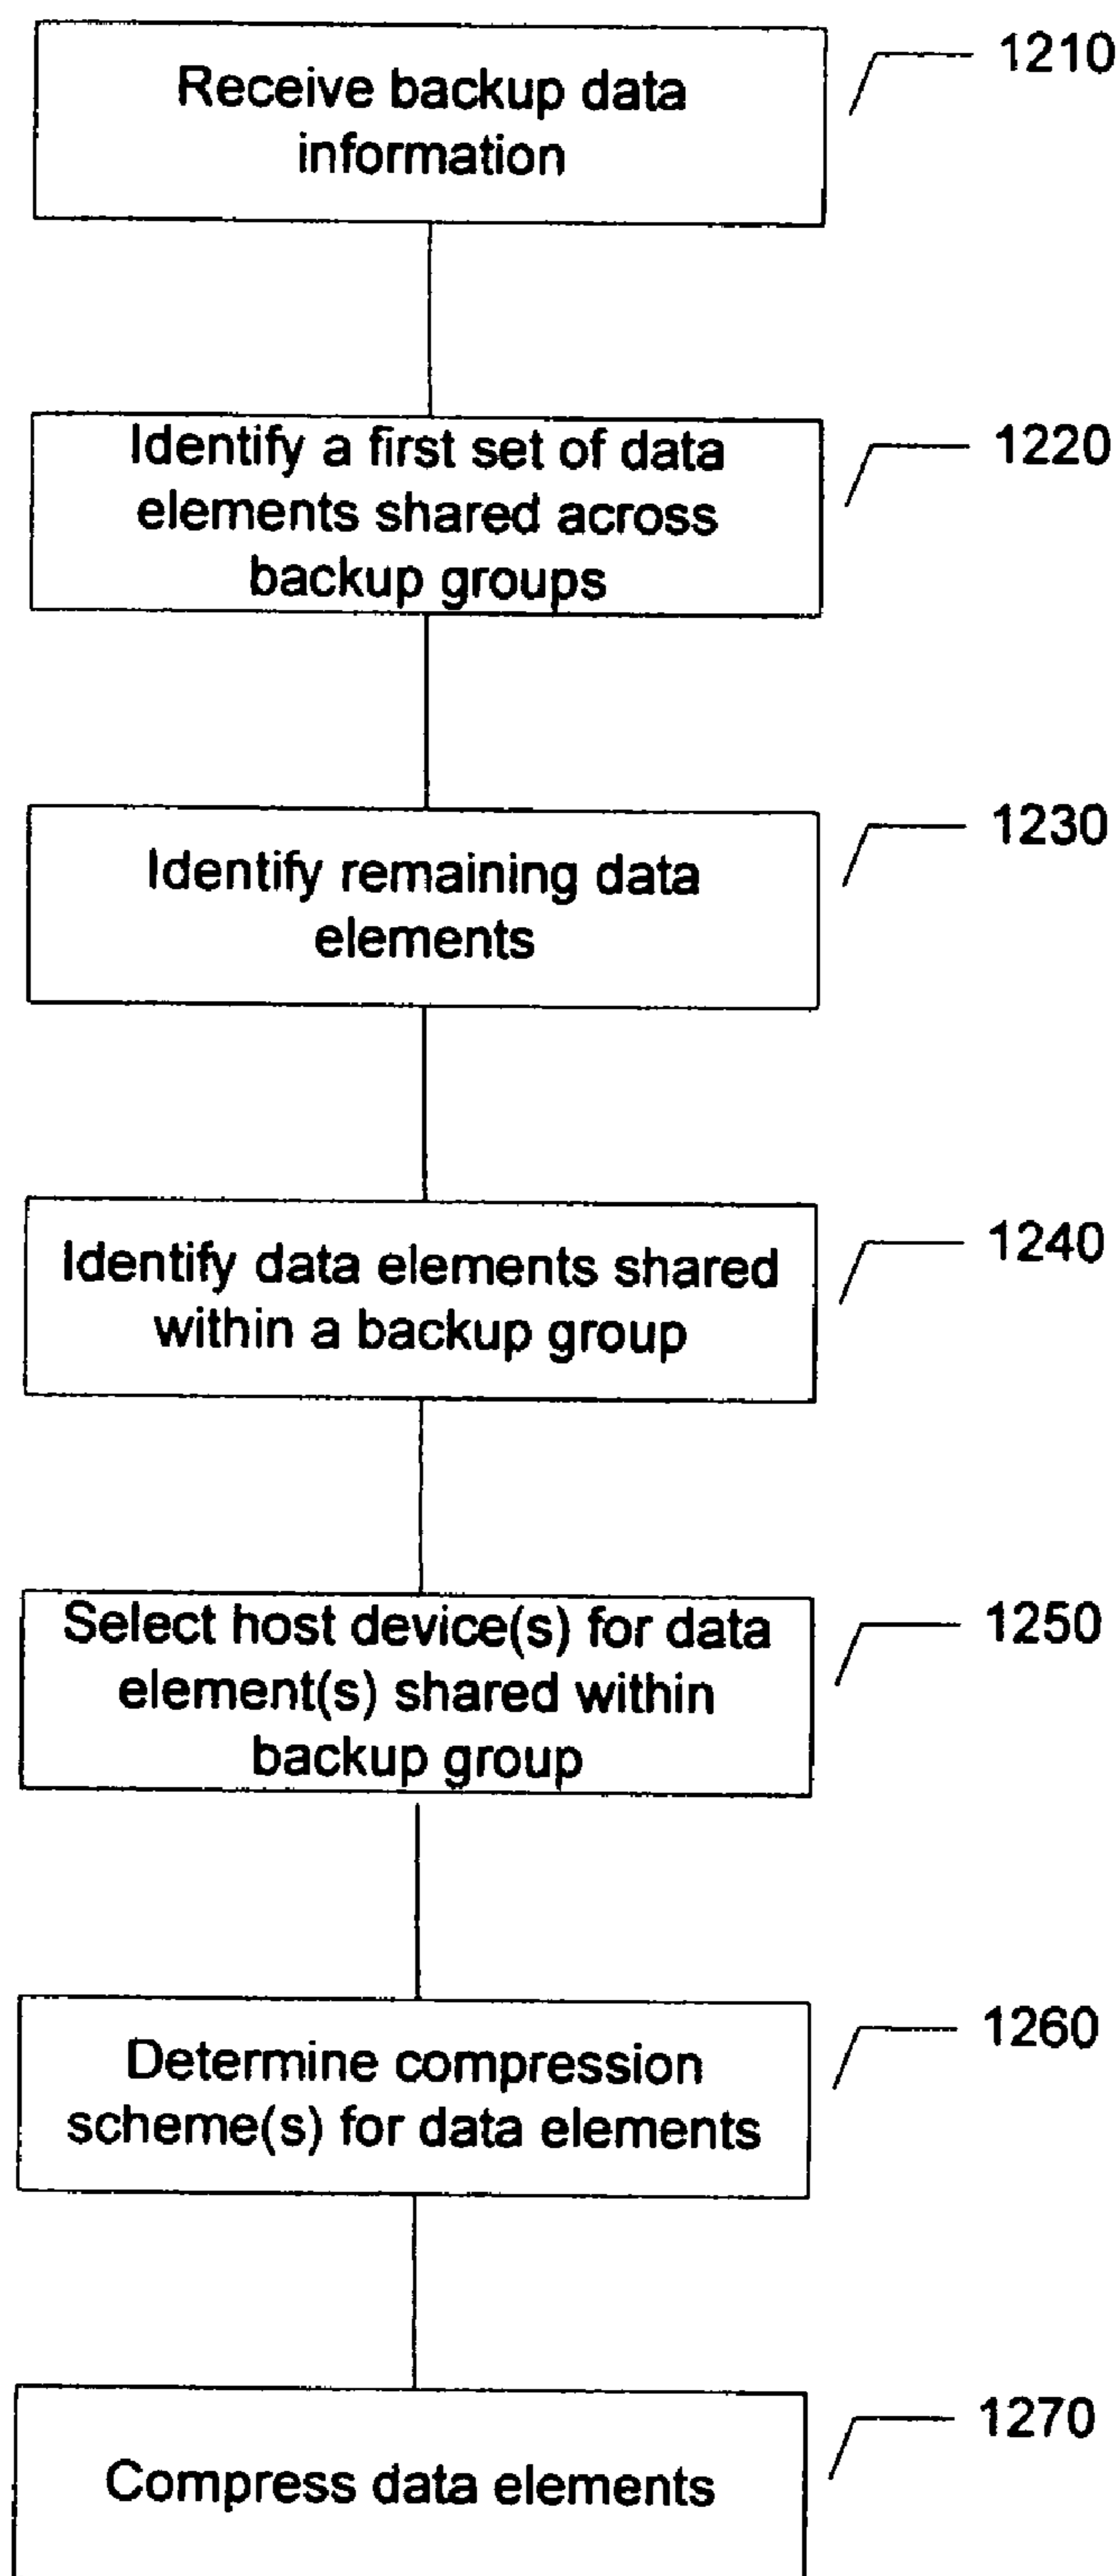 Receive backup data
information
1210
Identify a first set of data
elements shared across
backup groups
1220
Identify remaining data
elements
1230
Identify data elements shared
within a backup group
1240
Select host device(s) for data
element(s) shared within
backup group
1250
Determine compression
scheme(s) for data elements
1260
Compress data elements
1270